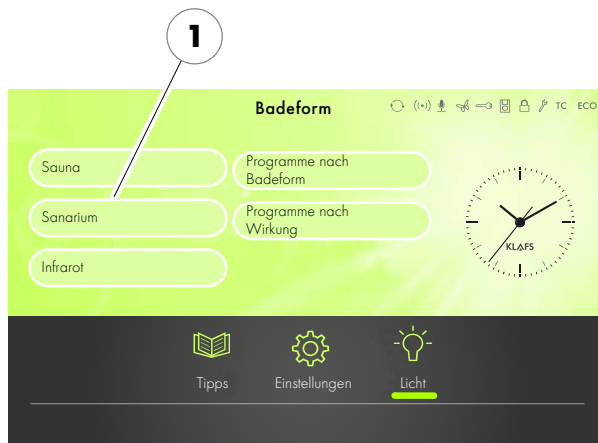 1
Badeform
TC ECO
Sauna
Programme nach
Badeform
Sanarium
Programme nach
Wirkung
Infrarot
KLAFS
Tipps
Einstellungen
Licht